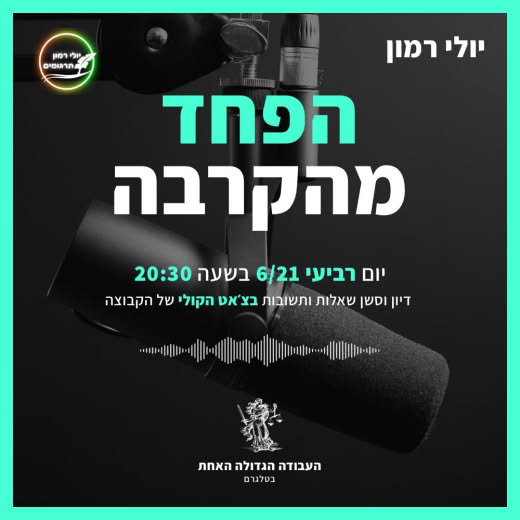 יולי רמון
יולי רמון
תרגומים
הפחד
מהקרבה
יום רביעי 6/21 בשעה 20:30
דיון וסשן שאלות ותשובות בצ׳אט הקולי של הקבוצה
העבודה הגדולה האחת
בטלגרם